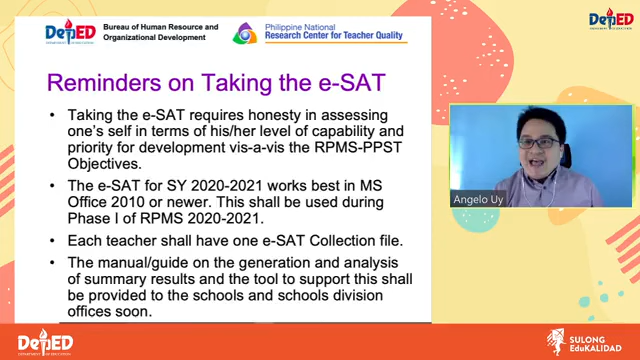 DepED
DEPARTMENT OF EDUCATION
Bureau of Human Resource and
Organizational Development
Philippine National
Research Center for Teacher Quality
DepED
DEPARTMENT OF EDUCATION
Reminders on Taking the e-SAT
• Taking the e-SAT requires honesty in assessing
one's self in terms of his/her level of capability and
priority for development vis-a-vis the RPMS-PPST
Objectives.
• The e-SAT for SY 2020-2021 works best in MS
Office 2010 or newer. This shall be used during
Phase I of RPMS 2020-2021.
• Each teacher shall have one e-SAT Collection file.
• The manual/guide on the generation and analysis
of summary results and the tool to support this shall
be provided to the schools and schools division
offices soon.
Angelo Uy
DepED
DEPARTMENT OF EDUCATION
SULONG
EduKALIDAD